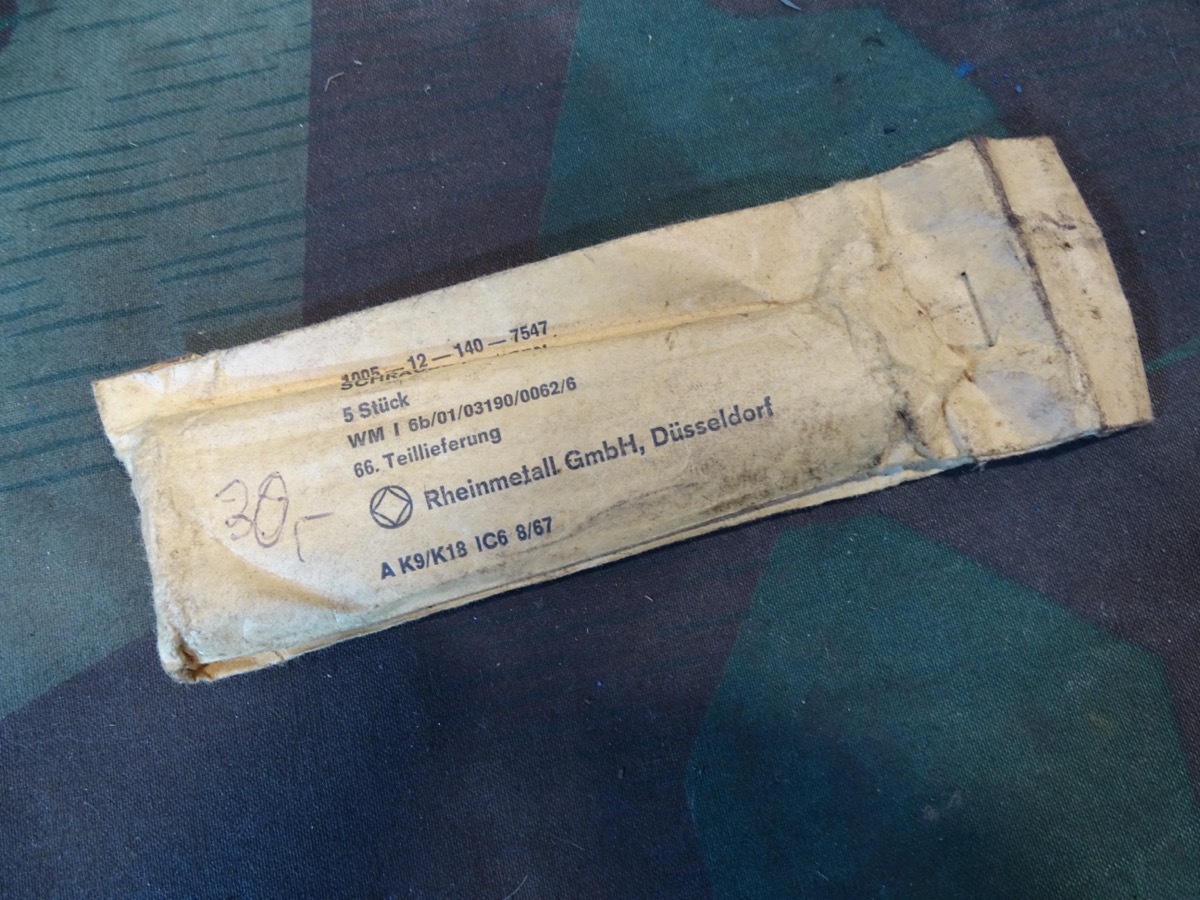 1005 — 12 — 140 — 7547
5 Stück
WM I 6b/01/03190/0062/6
66. Teillieferung
Rheinmetall GmbH, Düsseldorf
A K9/K18 IC6 8/67
30,-